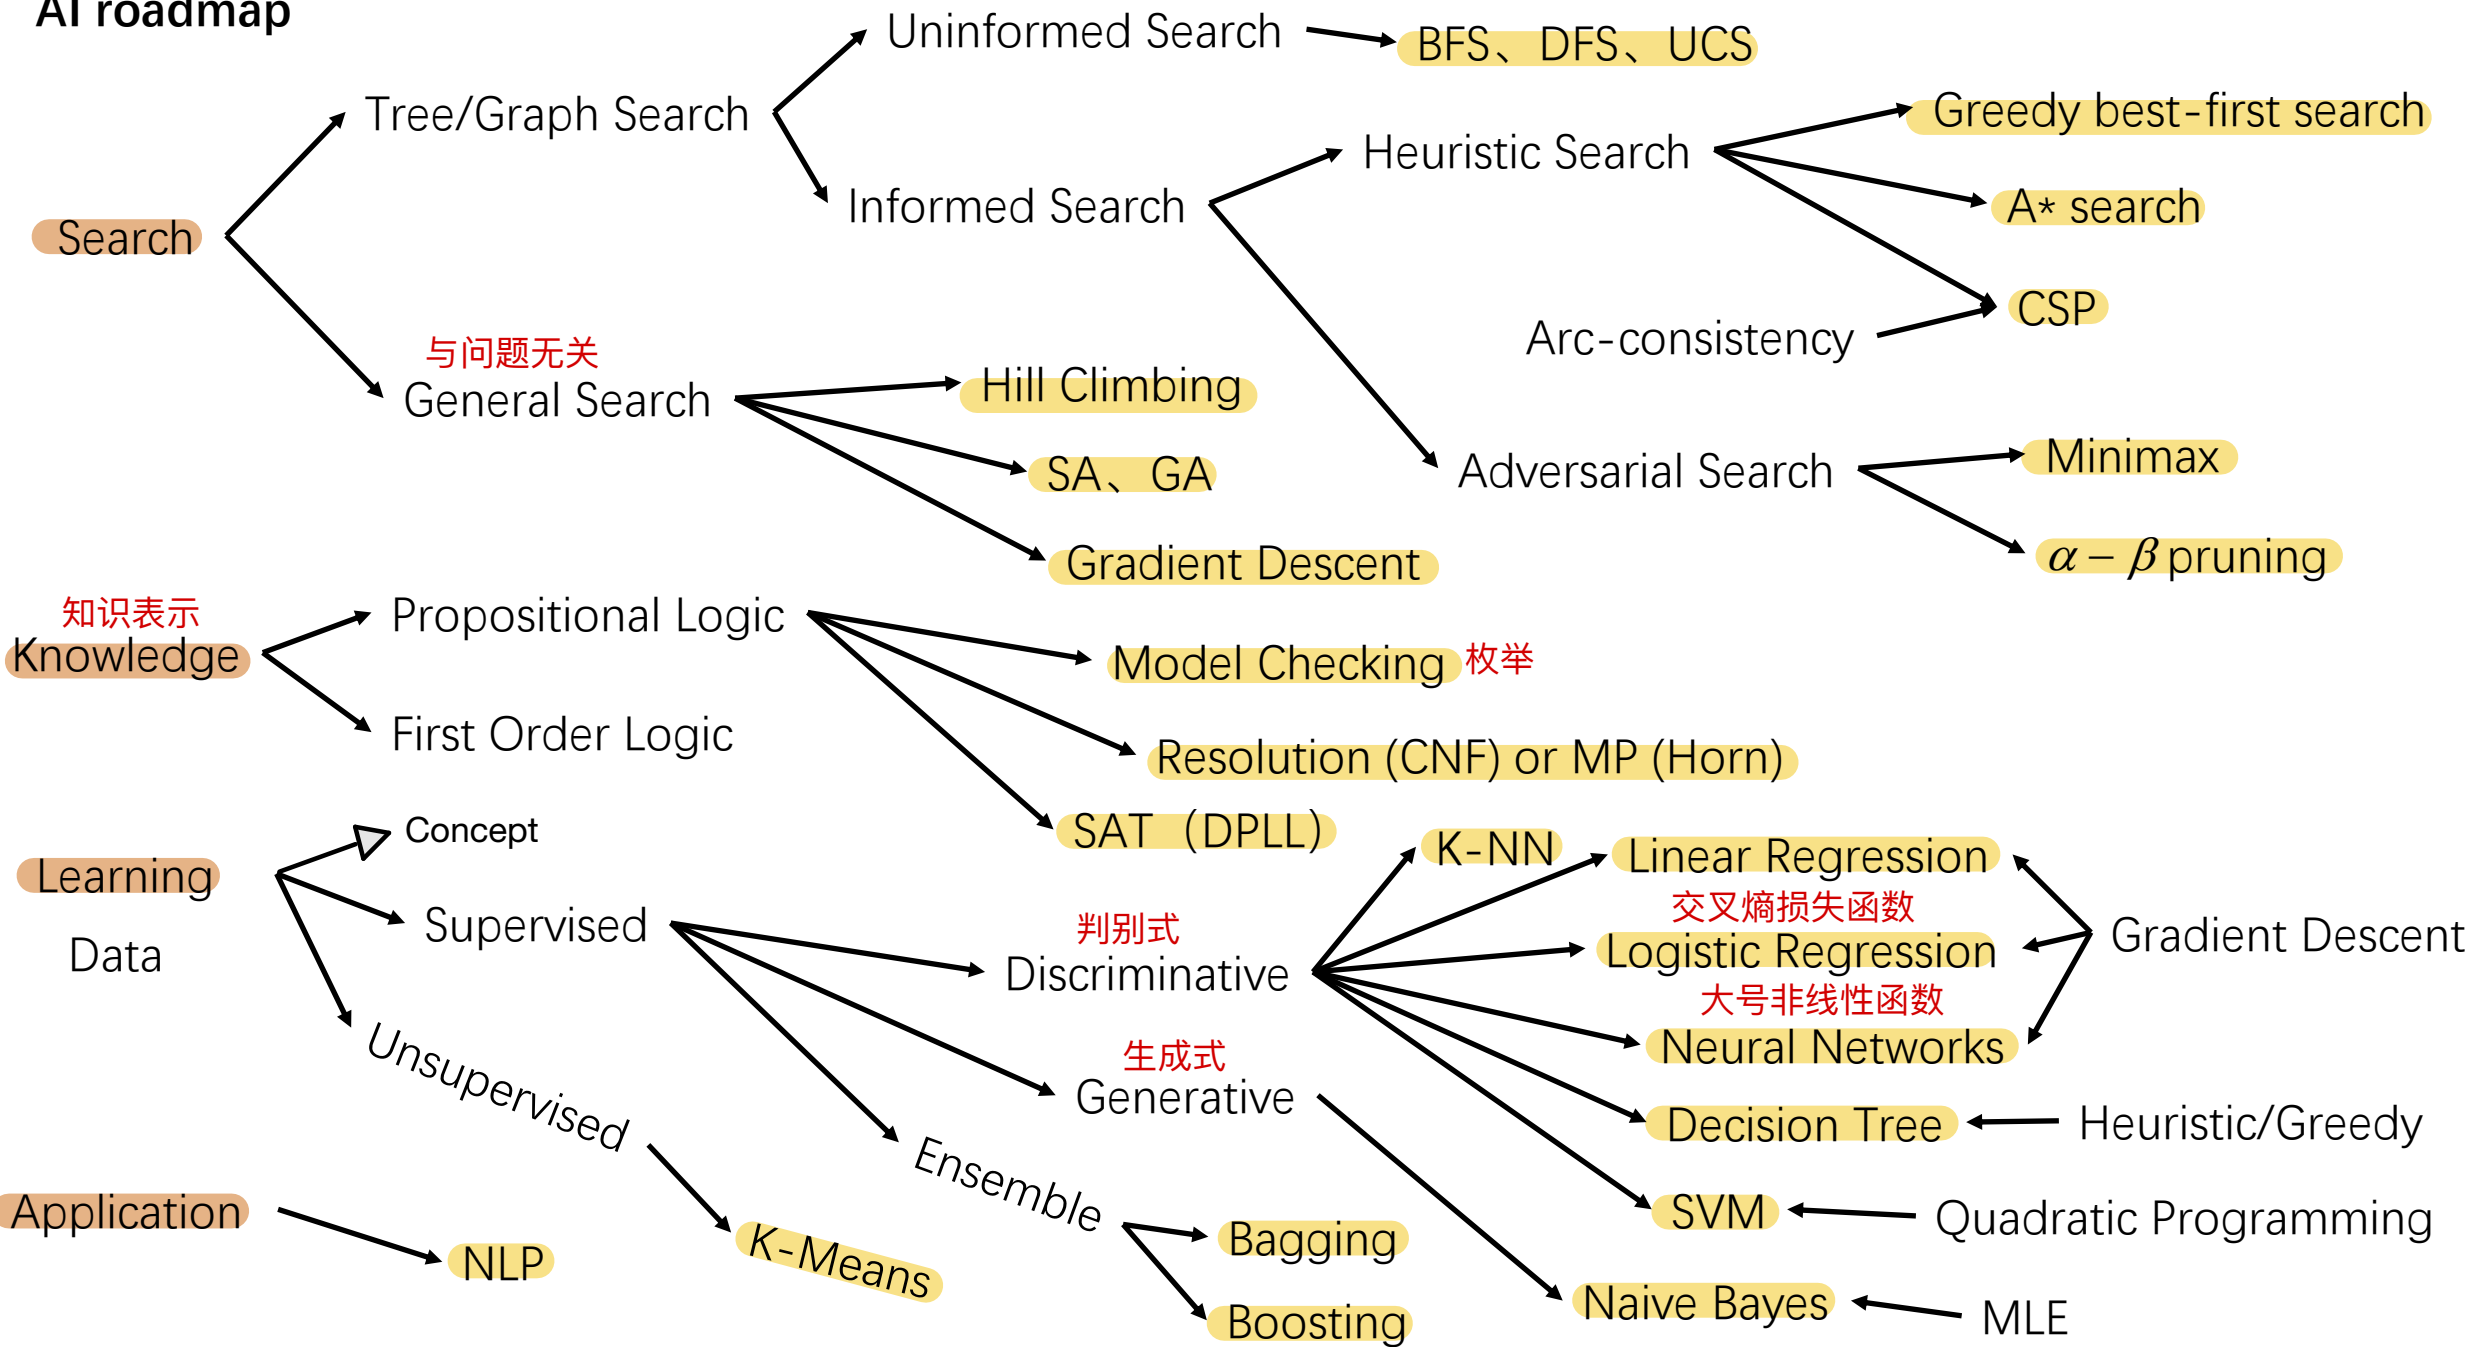 AI roadmap
Uninformed Search
BFS、DFS、UCS
Tree/Graph Search
Greedy best-first search
Heuristic Search
Informed Search
A* search
Search
CSP
Arc-consistency
与问题无关
General Search
Hill Climbing
SA、GA
Adversarial Search
Minimax
Gradient Descent
α – β pruning
知识表示
Knowledge
Propositional Logic
Model Checking 枚举
First Order Logic
Resolution (CNF) or MP (Horn)
SAT（DPLL）
Concept
K-NN
Linear Regression
Learning
交叉熵损失函数
Supervised
判别式
Gradient Descent
Data
Discriminative
Logistic Regression
大号非线性函数
Unsupervised
生成式
Neural Networks
Generative
Decision Tree
Heuristic/Greedy
Ensemble
Application
SVM
Quadratic Programming
NLP
K-Means
Bagging
Naive Bayes
MLE
Boosting